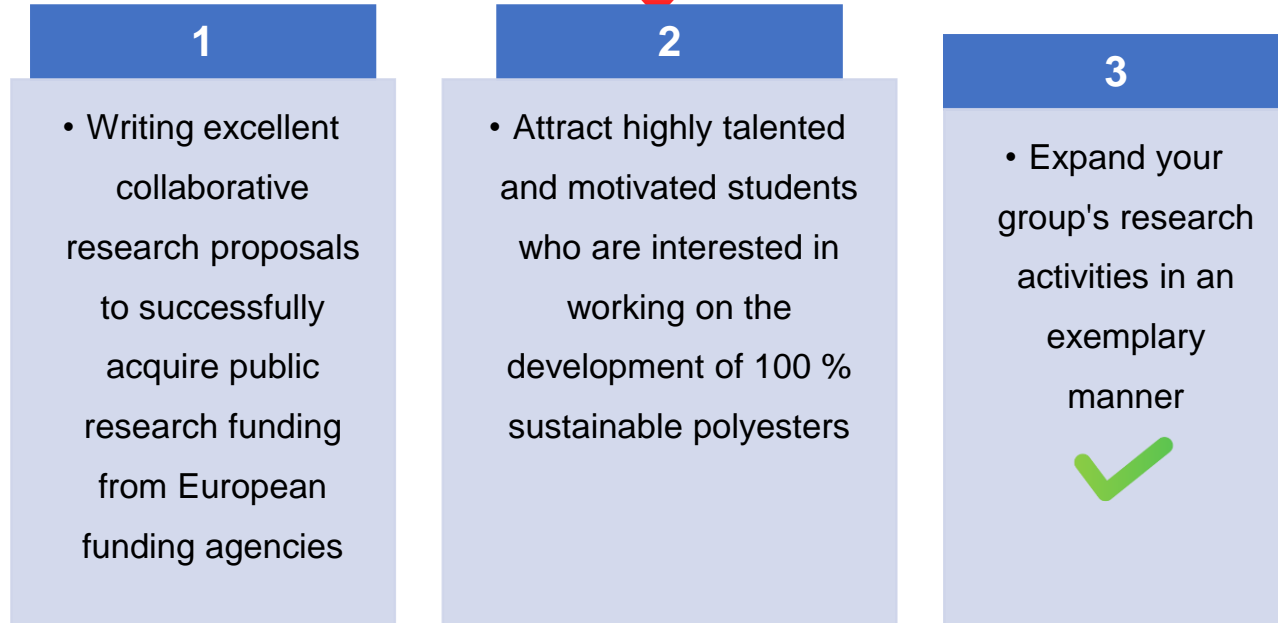 1
• Writing excellent
collaborative
research proposals
to successfully
acquire public
research funding
from European
funding agencies
2
• Attract highly talented
and motivated students
who are interested in
working on the
development of 100 %
sustainable polyesters
3
• Expand your
group's research
activities in an
exemplary
manner